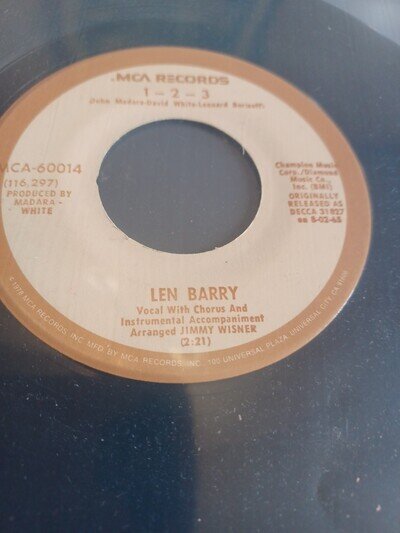 MCA RECORDS
1-2-3
(John Madara-David White-Leonard Borisoff)
MCA-60014
(116,297)
PRODUCED BY
MADARA -
WHITE
Champion Music
Corp./Diamond
Music Co.,
Inc. (BMI)
ORIGINALLY
RELEASED AS
DECCA 31827
on 8-02-65
LEN BARRY
Vocal With Chorus And
Instrumental Accompaniment
Arranged JIMMY WISNER
(2:21)
©1978 MCA RECORDS, INC. MFD. BY MCA RECORDS, INC., 100 UNIVERSAL PLAZA, UNIVERSAL CITY, CA 91608